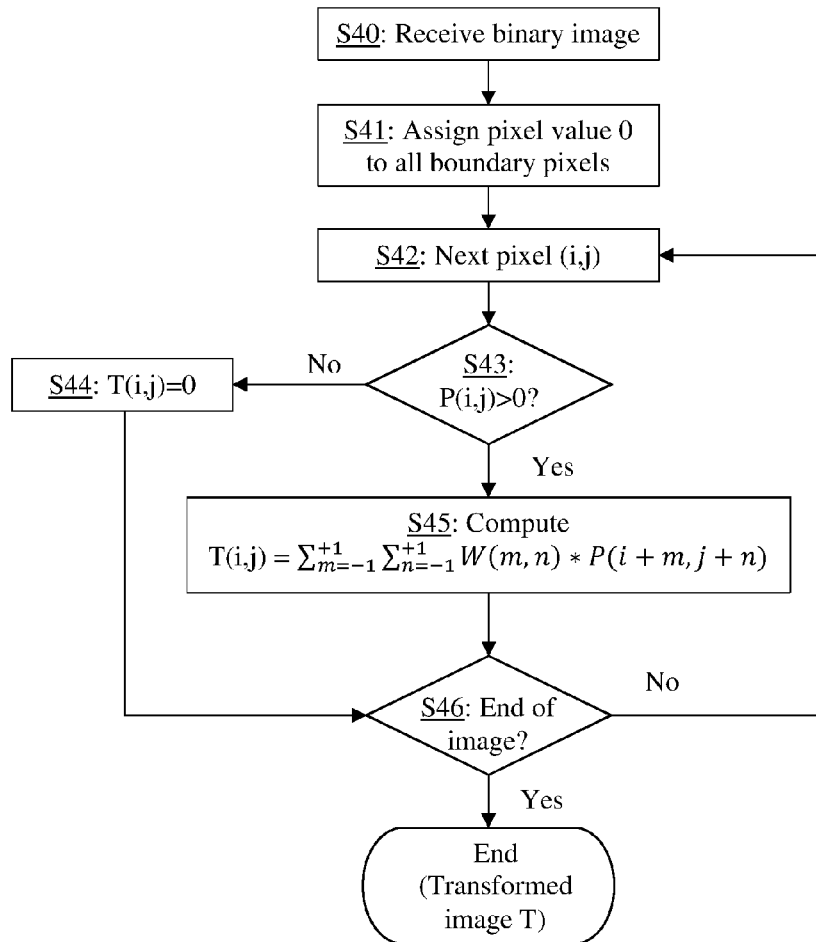 S40: Receive binary image
S41: Assign pixel value 0
to all boundary pixels
S42: Next pixel (i,j)
S43:
P(i,j)>0?
No
S44: T(i,j)=0
Yes
S45: Compute
T(i,j) = ∑_{m=-1}^{+1} ∑_{n=-1}^{+1} W(m, n) * P(i + m, j + n)
S46: End of
image?
No
Yes
End
(Transformed
image T)